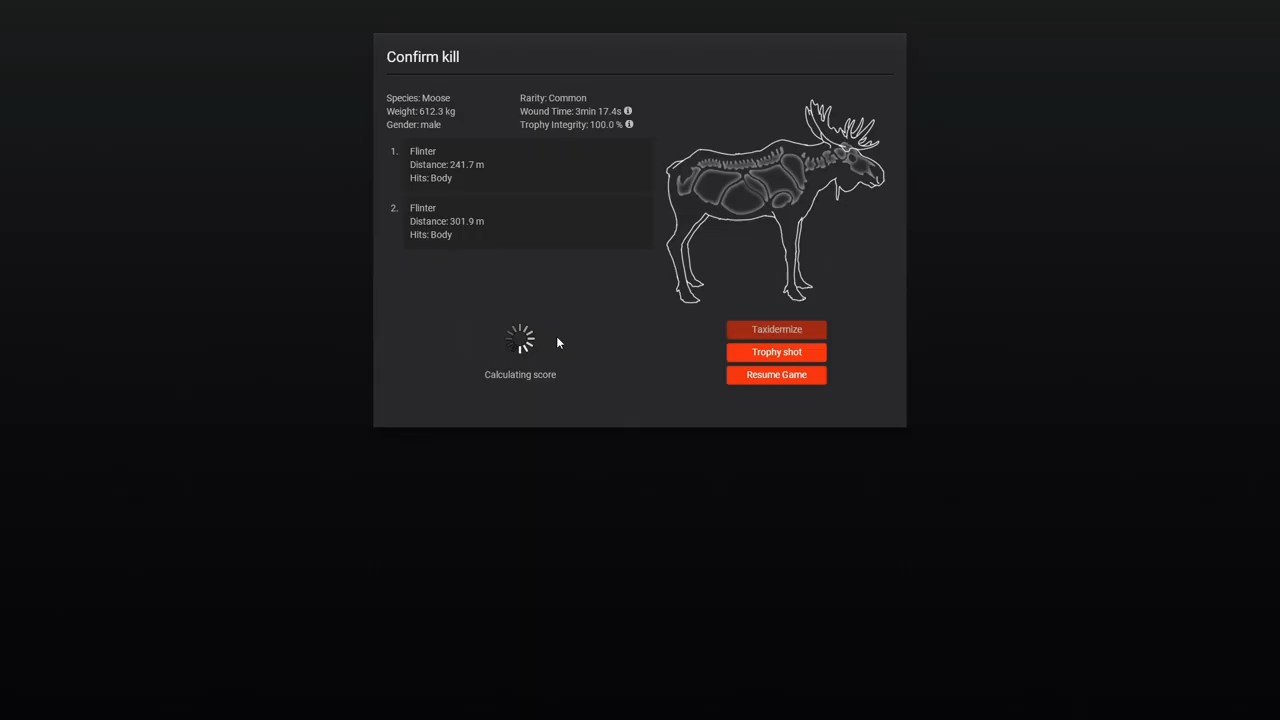 Confirm kill
Species: Moose
Weight: 612.3 kg
Gender: male
Rarity: Common
Wound Time: 3min 17.4s
Trophy Integrity: 100.0 %
1. Flinter
Distance: 241.7 m
Hits: Body
2. Flinter
Distance: 301.9 m
Hits: Body
Calculating score
Taxidermize
Trophy shot
Resume Game